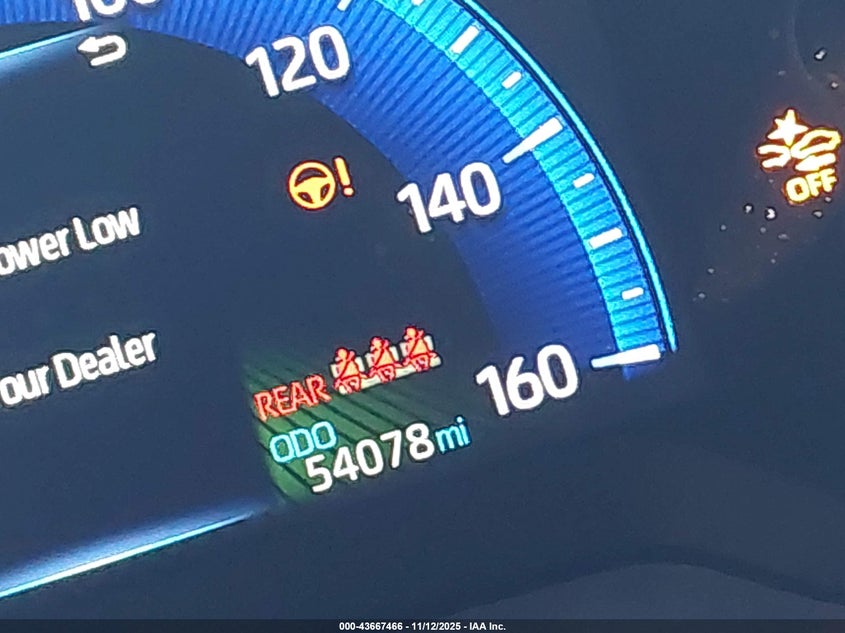 120
140
ower Low
OFF
our Dealer
160
REAR
ODO
54078 mi
000-43667466 - 11/12/2025 - IAA Inc.